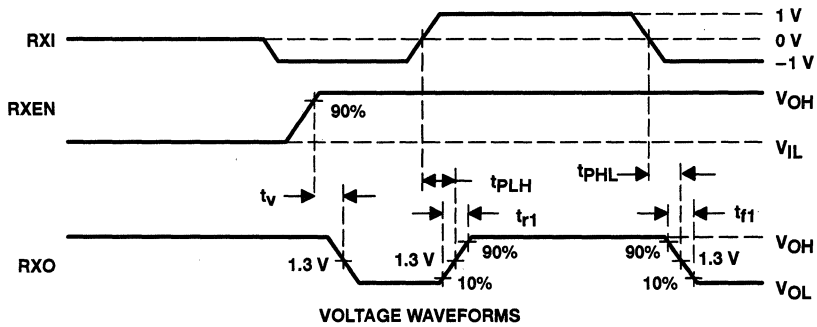 1 V
RXI
0 V
−1 V
RXEN
90%
VOH
VIL
tv
tPLH
tPHL
tr1
tf1
RXO
1.3 V
1.3 V
90%
10%
90%
10%
1.3 V
VOH
VOL
VOLTAGE WAVEFORMS